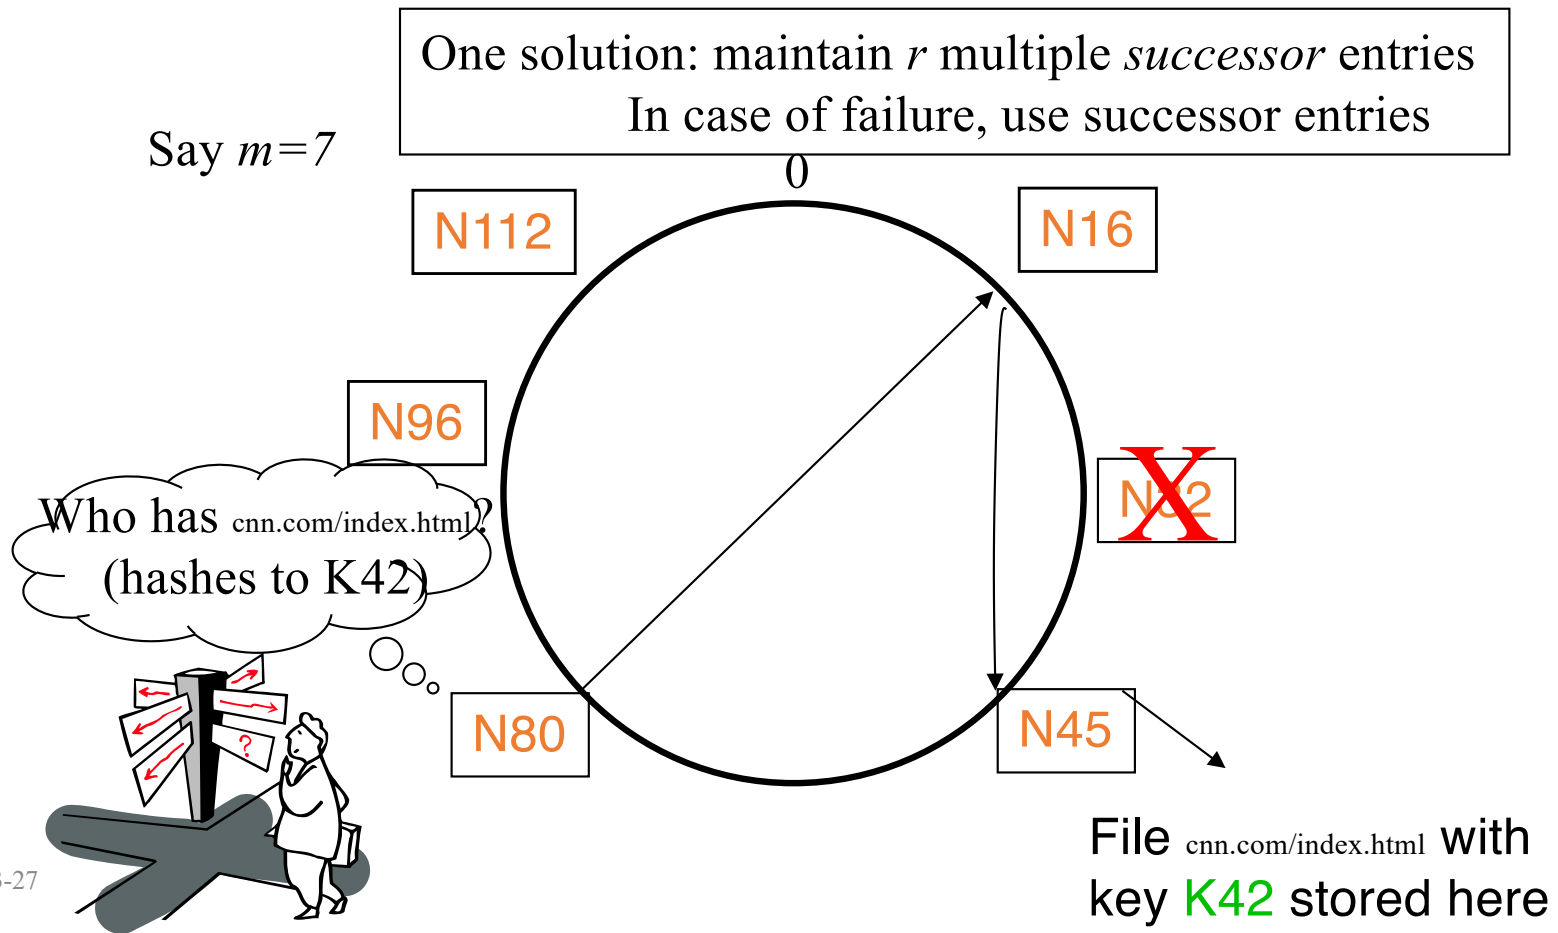 One solution: maintain r multiple successor entries
In case of failure, use successor entries
Say m=7
0
N112
N16
N96
N32
Who has cnn.com/index.html?
(hashes to K42)
N80
N45
?
File cnn.com/index.html with
key K42 stored here
-27